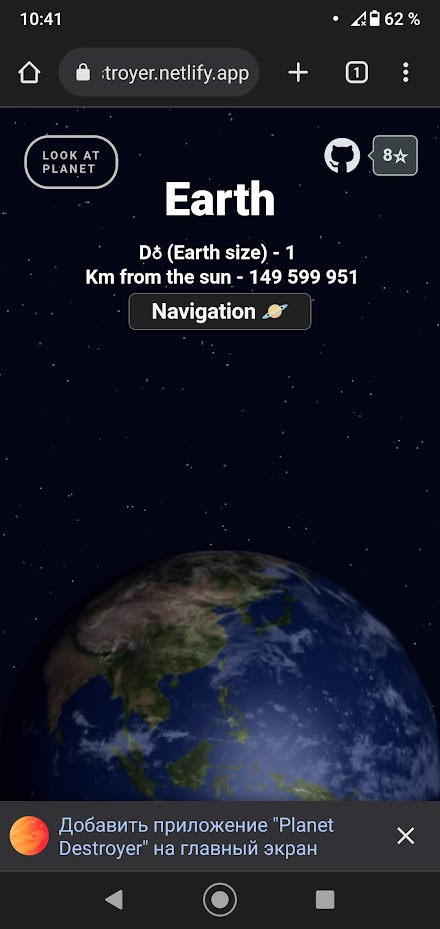 10:41
62 %
:troyer.netlify.app
1
LOOK AT
PLANET
8☆
Earth
D♁ (Earth size) - 1
Km from the sun - 149 599 951
Navigation 🪐
Добавить приложение "Planet
Destroyer" на главный экран